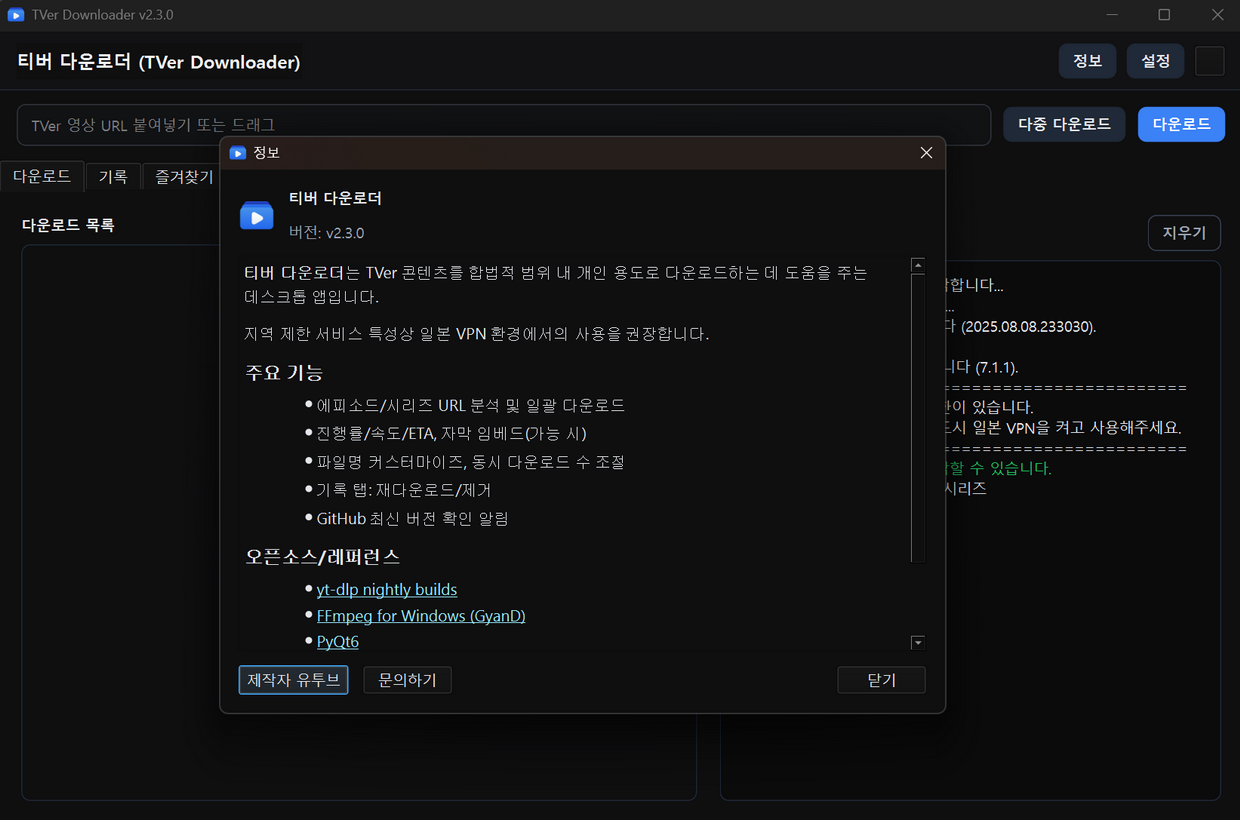 TVer Downloader v2.3.0
티버 다운로더 (TVer Downloader)
정보
설정
TVer 영상 URL 붙여넣기 또는 드래그
다중 다운로드
다운로드
다운로드
기록
즐겨찾기
다운로드 목록
지우기
정보
티버 다운로더
버전: v2.3.0
티버 다운로더는 TVer 콘텐츠를 합법적 범위 내 개인 용도로 다운로드하는 데 도움을 주는
데스크톱 앱입니다.
지역 제한 서비스 특성상 일본 VPN 환경에서의 사용을 권장합니다.
주요 기능
에피소드/시리즈 URL 분석 및 일괄 다운로드
진행률/속도/ETA, 자막 임베드(가능 시)
파일명 커스터마이즈, 동시 다운로드 수 조절
기록 탭: 재다운로드/제거
GitHub 최신 버전 확인 알림
오픈소스/레퍼런스
yt-dlp nightly builds
FFmpeg for Windows (GyanD)
PyQt6
제작자 유튜브
문의하기
닫기
합니다...
...
(2025.08.08.233030).
니다 (7.1.1).
========================
이 있습니다.
시 일본 VPN을 켜고 사용해주세요.
========================
할 수 있습니다.
시리즈